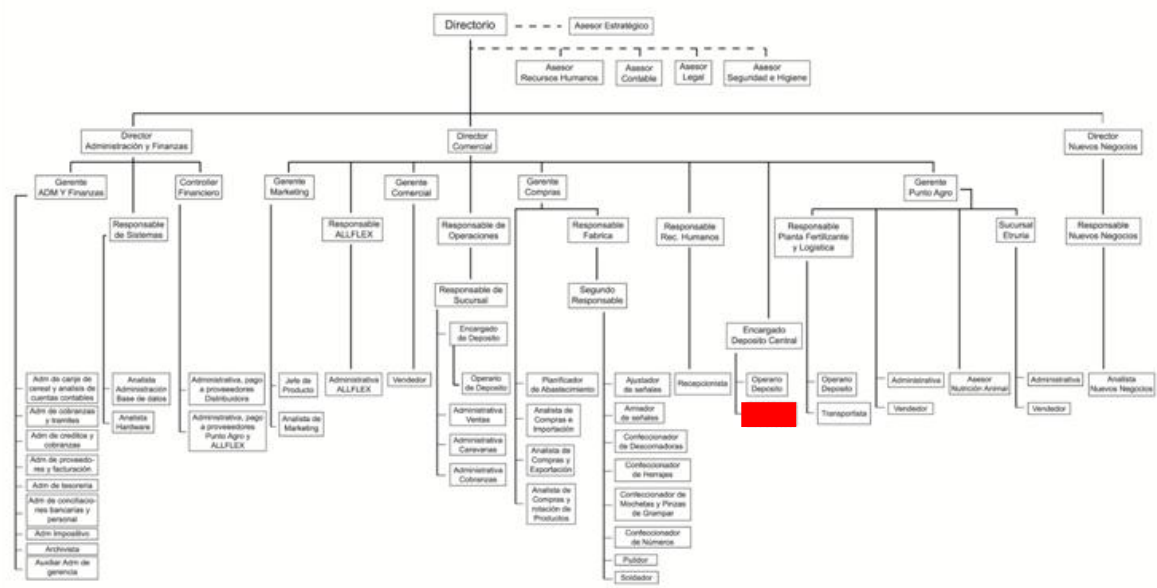 Directorio
Asesor Estratégico
Asesor
Recursos Humanos
Asesor
Contable
Asesor
Legal
Asesor
Seguridad e Higiene
Director
Administración y Finanzas
Director
Comercial
Director
Nuevos Negocios
Gerente
ADM Y Finanzas
Controller
Financiero
Gerente
Marketing
Gerente
Comercial
Gerente
Compras
Gerente
Punto Agro
Responsable
de Sistemas
Responsable
ALLFLEX
Responsable de
Operaciones
Responsable
Fabrica
Responsable
Rec. Humanos
Responsable
Planta Fertilizante
y Logistica
Sucursal
Etruria
Responsable
Nuevos Negocios
Responsable de
Sucursal
Segundo
Responsable
Encargado
de Deposito
Encargado
Deposito Central
Adm de canje de
cereal y analisis de
cuentas contables
Adm de cobranzas
y tramites
Adm de creditos y
cobranzas
Adm de proveedo-
res y facturación
Adm de tesoreria
Adm de conciliacio-
nes bancarias y
personal
Adm Impositivo
Archivista
Auxiliar Adm de
gerencia
Analista
Administración
Base de datos
Analista
Hardware
Administrativa, pago
a proveesedores
Distribuidora
Administrativa, pago
a proveesedores
Punto Agro y
ALLFLEX
Jefe de
Producto
Analista de
Marketing
Administrativa
ALLFLEX
Vendedor
Operario
de Deposito
Administrativa
Ventas
Administrativa
Caravanas
Administrativa
Cobranzas
Planificador
de Abastacimiento
Analista de
Compras e
Importación
Analista de
Compras y
Exportación
Analista de
Compras y
rotación de
Productos
Ajustador
de señales
Armador
de señales
Confeccionador
de Descornadoras
Confeccionador
de Herrajes
Confeccionador de
Mochetas y Pinzas
de Grampar
Confeccionador
de Números
Pulidor
Soldador
Recepcionista
Operario
Deposito
Operario
Deposito
Transportista
Administrativa
Vendedor
Asesor
Nutrición Animal
Administrativa
Vendedor
Analista
Nuevos Negocios